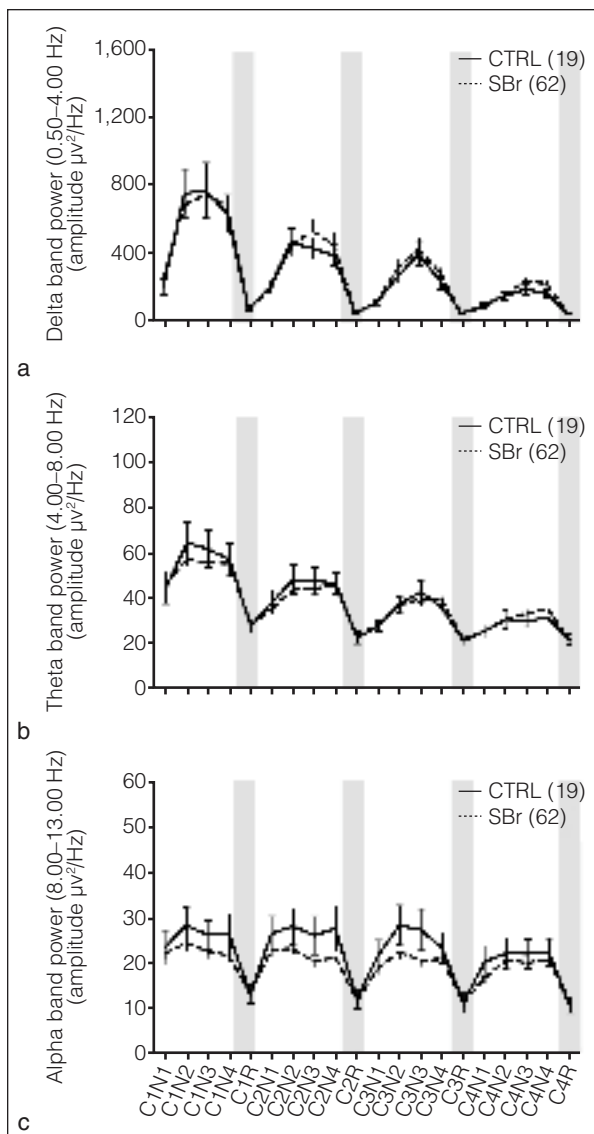 1,600
1,200
800
400
0
Delta band power (0.50–4.00 Hz)
(amplitude µv²/Hz)
CTRL (19)
SBr (62)
a
120
100
80
60
40
20
0
Theta band power (4.00–8.00 Hz)
(amplitude µv²/Hz)
CTRL (19)
SBr (62)
b
60
50
40
30
20
10
0
Alpha band power (8.00–13.00 Hz)
(amplitude µv²/Hz)
CTRL (19)
SBr (62)
C1N1
C1N2
C1N3
C1N4
C1R
C2N1
C2N2
C2N3
C2N4
C2R
C3N1
C3N2
C3N3
C3N4
C3R
C4N1
C4N2
C4N3
C4N4
C4R
c